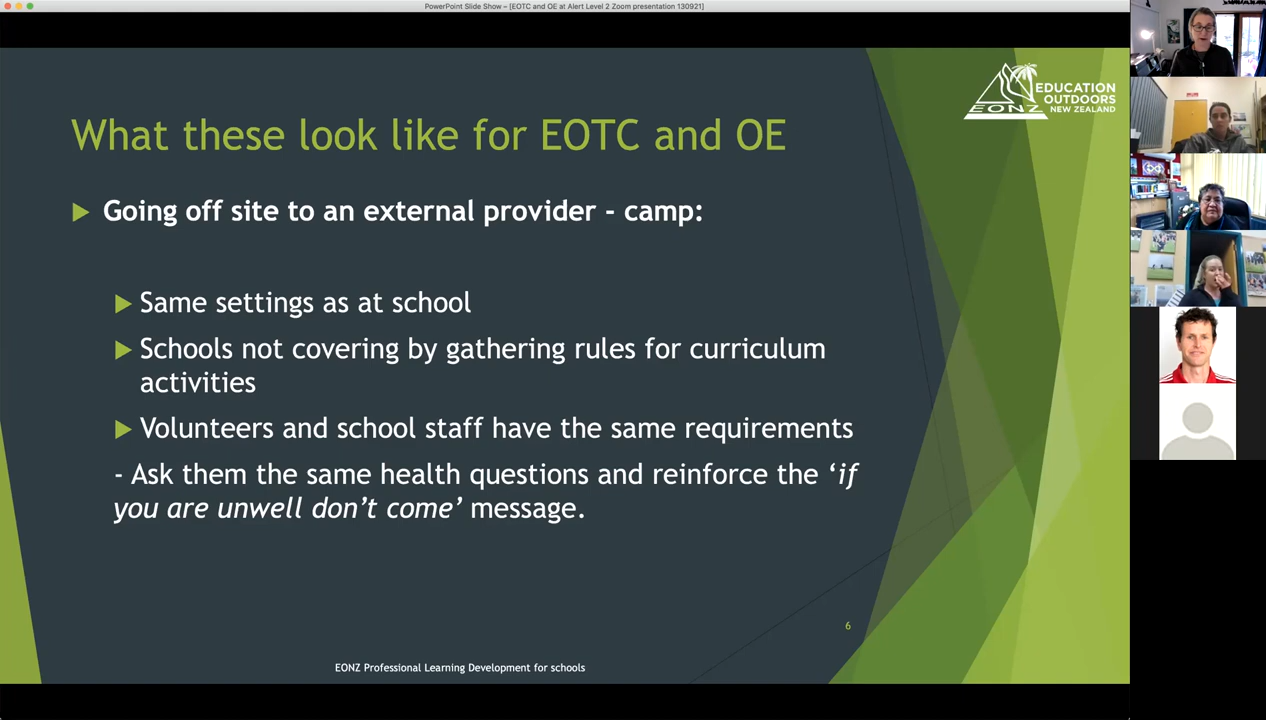 PowerPoint Slide Show – [EOTC and OE at Alert Level 2 Zoom presentation 130921]
EONZ
EDUCATION
OUTDOORS
NEW ZEALAND
What these look like for EOTC and OE
Going off site to an external provider - camp:
Same settings as at school
Schools not covering by gathering rules for curriculum
activities
Volunteers and school staff have the same requirements
- Ask them the same health questions and reinforce the ‘if
you are unwell don’t come’ message.
6
EONZ Professional Learning Development for schools